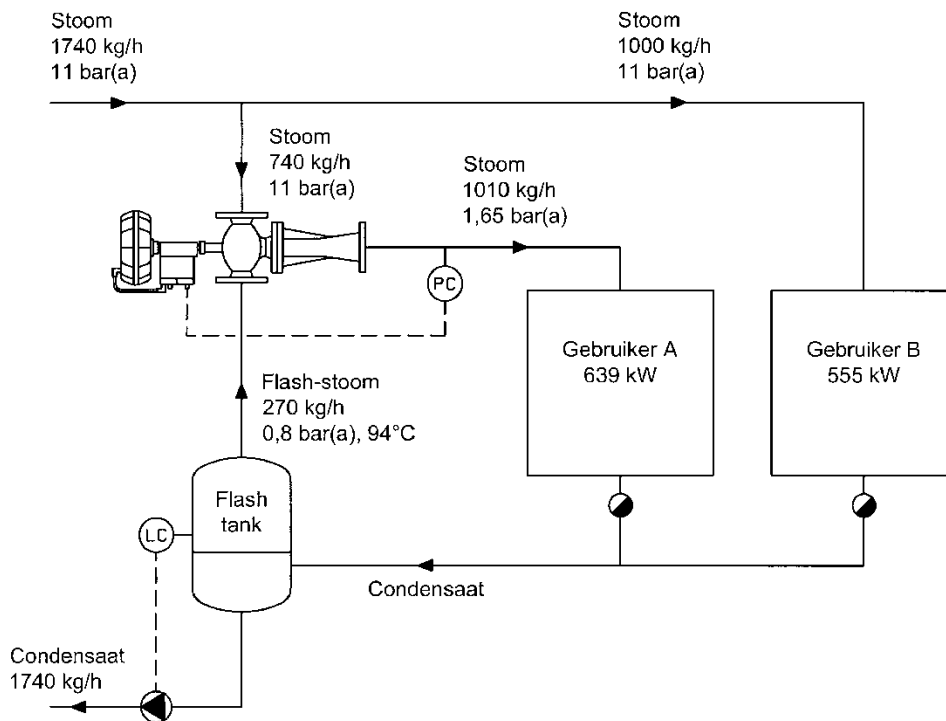 Stoom
1740 kg/h
11 bar(a)
Stoom
1000 kg/h
11 bar(a)
Stoom
740 kg/h
11 bar(a)
Stoom
1010 kg/h
1,65 bar(a)
PC
Gebruiker A
639 kW
Gebruiker B
555 kW
Flash-stoom
270 kg/h
0,8 bar(a), 94°C
Flash
tank
LC
Condensaat
Condensaat
1740 kg/h